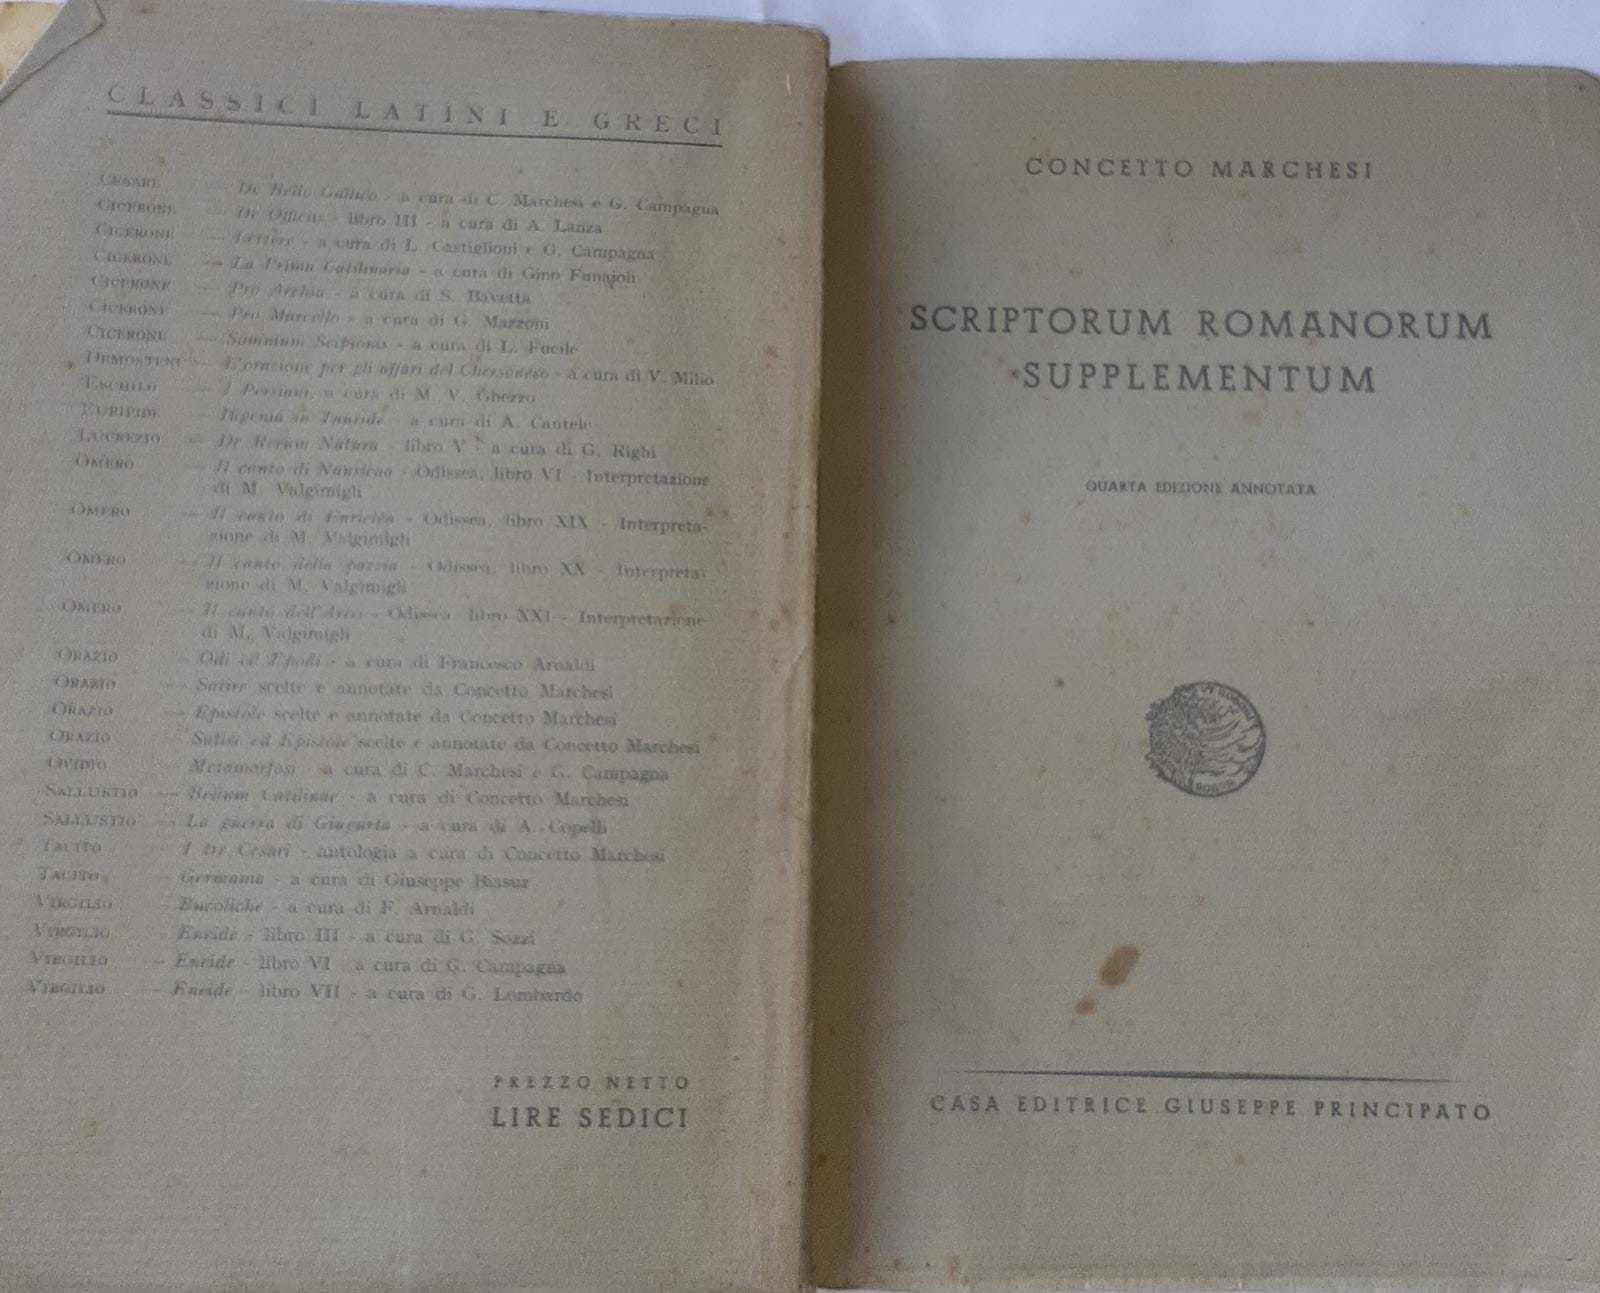 CLASSICI LATINI E GRECI
CESARE — De Bello Gallico - a cura di C. Marchesi e G. Campagna
CICERONE — De Officiis - libro III - a cura di A. Lanza
CICERONE — Lettere - a cura di L. Castiglioni e G. Campagna
CICERONE — La Prima Catilinaria - a cura di Gino Funajoli
CICERONE — Pro Archia - a cura di S. Bavetta
CICERONE — Pro Marcello - a cura di G. Mazzoni
CICERONE — Somnium Scipionis - a cura di L. Fucile
DEMOSTENE — L'orazione per gli affari del Chersoneso - a cura di V. Milio
ESCHILO — I Persiani, a cura di M. V. Ghezzo
EURIPIDE — Ifigenia in Tauride - a cura di A. Cantele
LUCREZIO — De Rerum Natura - libro V - a cura di G. Righi
OMERO — Il canto di Nausicaa - Odissea, libro VI - Interpretazione
di M. Valgimigli
OMERO — Il canto di Euriclea - Odissea, libro XIX - Interpreta-
zione di M. Valgimigli
OMERO — Il canto della - Odissea, libro XX - Interpreta-
zione di M. Valgimigli
OMERO — Il canto dell'Arco - Odissea, libro XXI - Interpretazione
di M. Valgimigli
ORAZIO — Odi ed Epodi - a cura di Francesco Arnaldi
ORAZIO — Satire scelte e annotate da Concetto Marchesi
ORAZIO — Epistole scelte e annotate da Concetto Marchesi
ORAZIO — Satire ed Epistole scelte e annotate da Concetto Marchesi
OVIDIO — Metamorfosi - a cura di C. Marchesi e G. Campagna
SALLUSTIO — Bellum Catilinae - a cura di Concetto Marchesi
SALLUSTIO — La guerra di Giugurta - a cura di A. Copelli
TACITO — I Cesari - antologia a cura di Concetto Marchesi
TACITO — Germania - a cura di Giuseppe
VIRGILIO — Bucoliche - a cura di F. Arnaldi
VIRGILIO — Eneide - libro III - a cura di G. Sozzi
VIRGILIO — Eneide - libro VI - a cura di G. Campagna
VIRGILIO — Eneide - libro VII - a cura di G. Lombardo
PREZZO NETTO
LIRE SEDICI
CONCETTO MARCHESI
SCRIPTORUM ROMANORUM
SUPPLEMENTUM
QUARTA EDIZIONE ANNOTATA
CASA EDITRICE GIUSEPPE PRINCIPATO